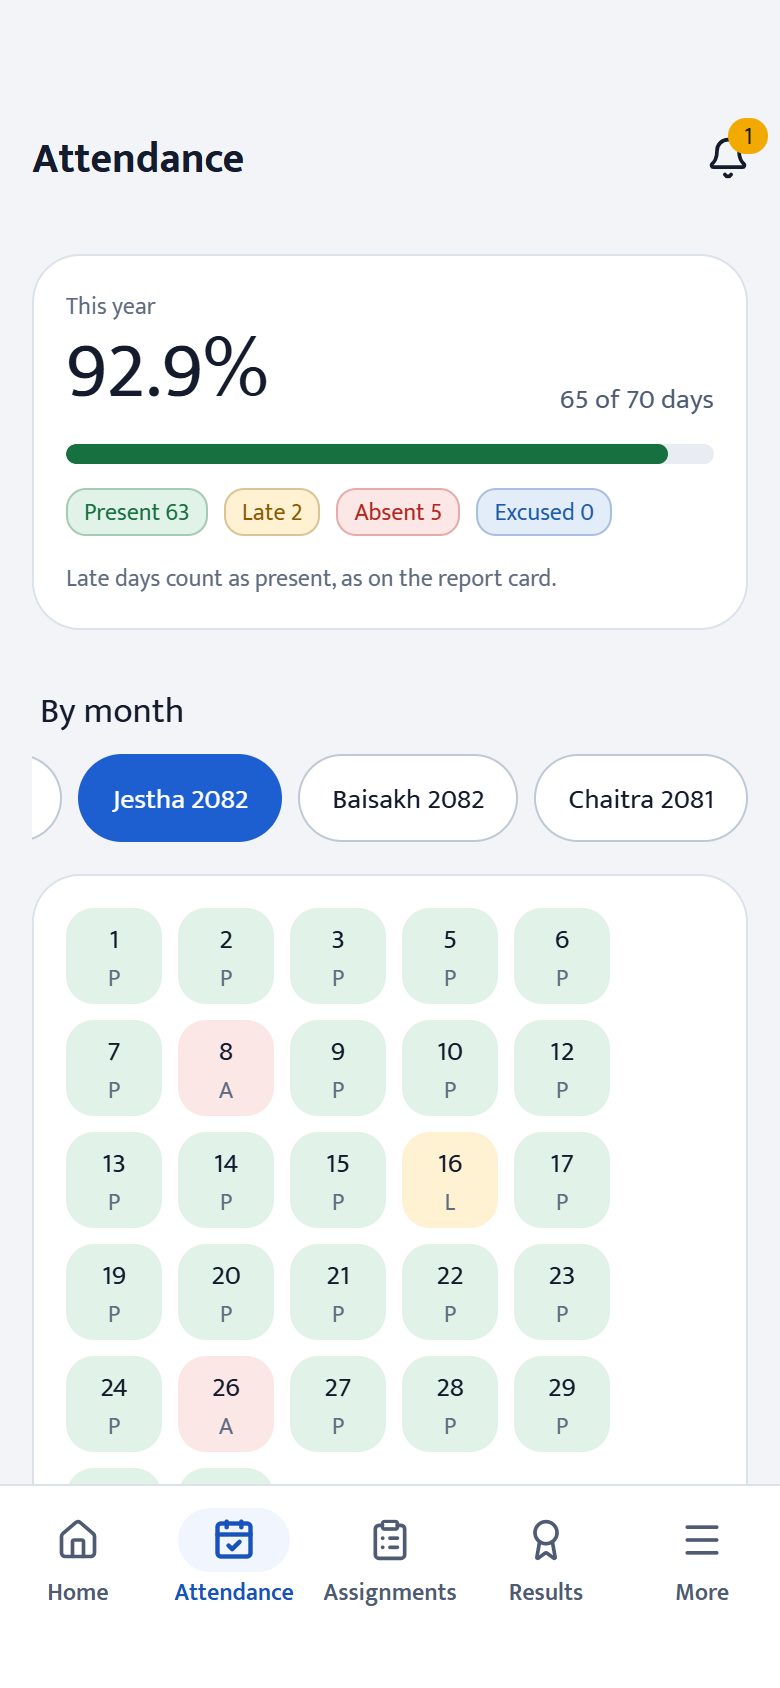 Attendance
1
This year
92.9%
65 of 70 days
Present 63 Late 2 Absent 5 Excused 0
Late days count as present, as on the report card.
By month
Jestha 2082 Baisakh 2082 Chaitra 2081
1 2 3 5 6
P P P P P
7 8 9 10 12
P A P P P
13 14 15 16 17
P P P L P
19 20 21 22 23
P P P P P
24 26 27 28 29
P A P P P
Home Attendance Assignments Results More